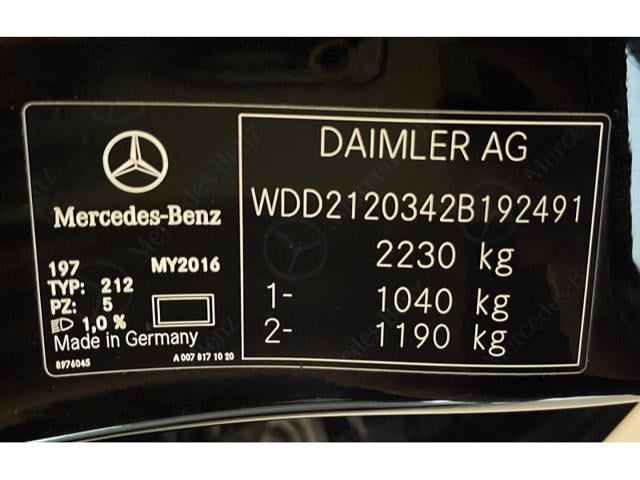 Mercedes-Benz
197 MY2016
TYP: 212
PZ: 5
1,0 %
Made in Germany
8976045 A 007 817 10 20
DAIMLER AG
WDD2120342B192491
2230 kg
1- 1040 kg
2- 1190 kg